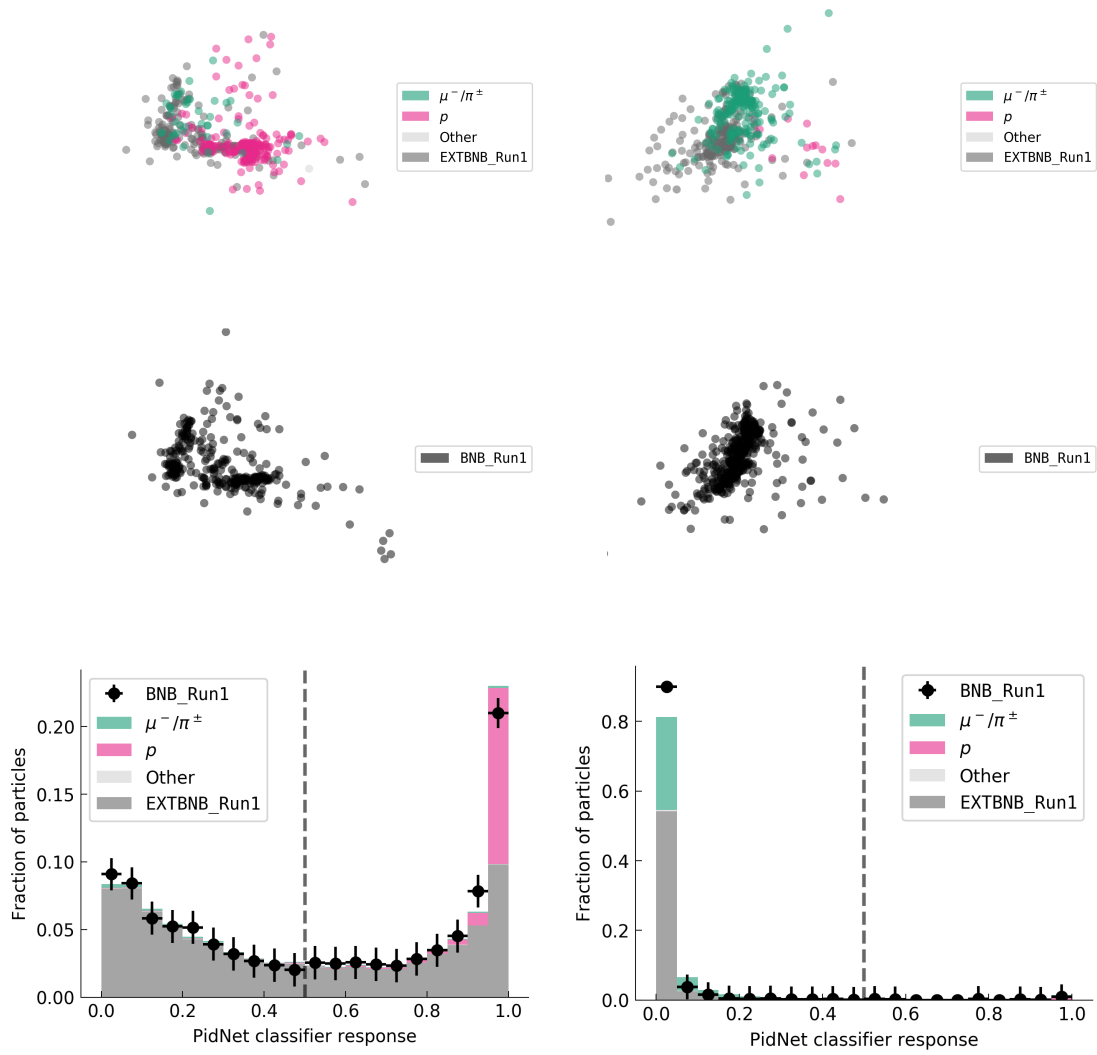 μ⁻/π±
p
Other
EXTBNB_Run1
μ⁻/π±
p
Other
EXTBNB_Run1
BNB_Run1
BNB_Run1
Fraction of particles
0.20
0.15
0.10
0.05
0.00
BNB_Run1
μ⁻/π±
p
Other
EXTBNB_Run1
0.0 0.2 0.4 0.6 0.8 1.0
PidNet classifier response
Fraction of particles
0.8
0.6
0.4
0.2
0.0
BNB_Run1
μ⁻/π±
p
Other
EXTBNB_Run1
0.0 0.2 0.4 0.6 0.8 1.0
PidNet classifier response